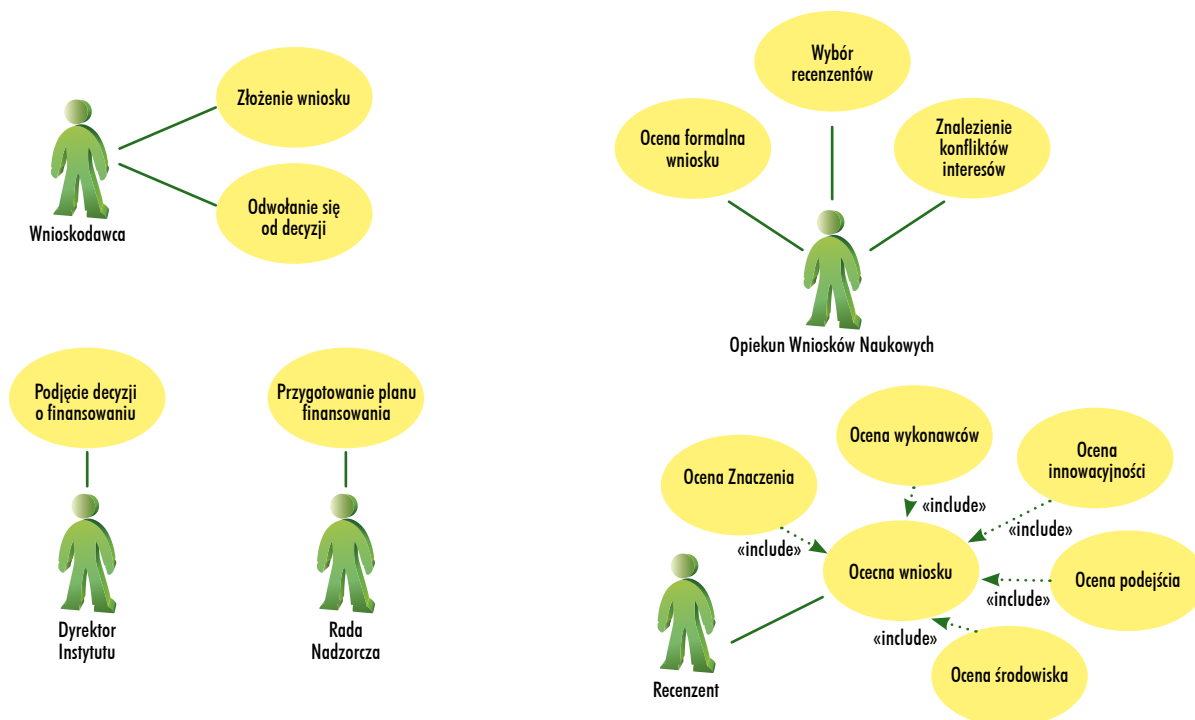 Złożenie wniosku
Odwołanie się
od decyzji
Wnioskodawca
Wybór
recenzentów
Ocena formalna
wniosku
Znalezienie
konfliktów
interesów
Opiekun Wniosków Naukowych
Podjęcie decyzji
o finansowaniu
Dyrektor
Instytutu
Przygotowanie planu
finansowania
Rada
Nadzorcza
Ocena Znaczenia
Ocena wykonawców
Ocena
innowacyjności
«include»
«include»
«include»
Ocecna wniosku
«include»
Ocena podejścia
«include»
Ocena środowiska
Recenzent